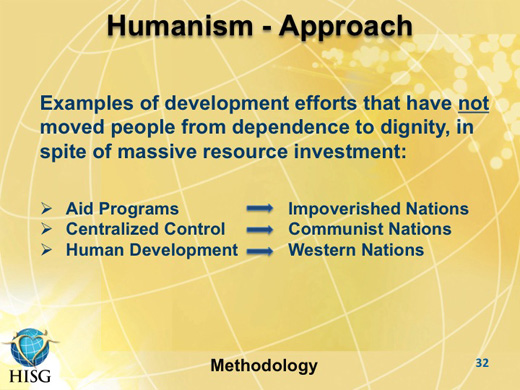 Humanism - Approach
Examples of development efforts that have not
moved people from dependence to dignity, in
spite of massive resource investment:
➢ Aid Programs → Impoverished Nations
➢ Centralized Control → Communist Nations
➢ Human Development → Western Nations
HISG
Methodology
32